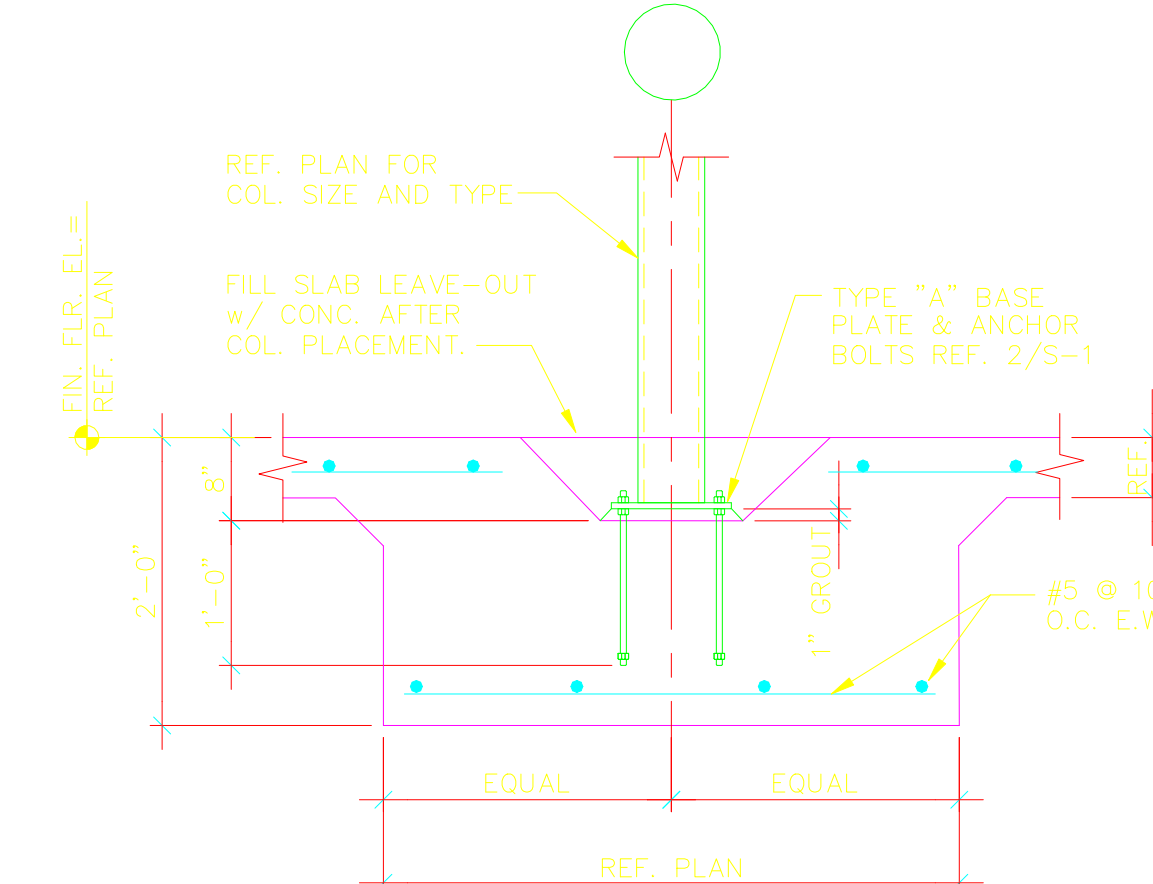 REF. PLAN FOR
COL. SIZE AND TYPE
FIN. FLR. EL.=
REF. PLAN
FILL SLAB LEAVE-OUT
w/ CONC. AFTER
COL. PLACEMENT.
TYPE "A" BASE
PLATE & ANCHOR
BOLTS REF. 2/S-1
8"
REF.
2'-0"
1'-0"
1" GROUT
#5 @
O.C.
EQUAL
EQUAL
REF. PLAN